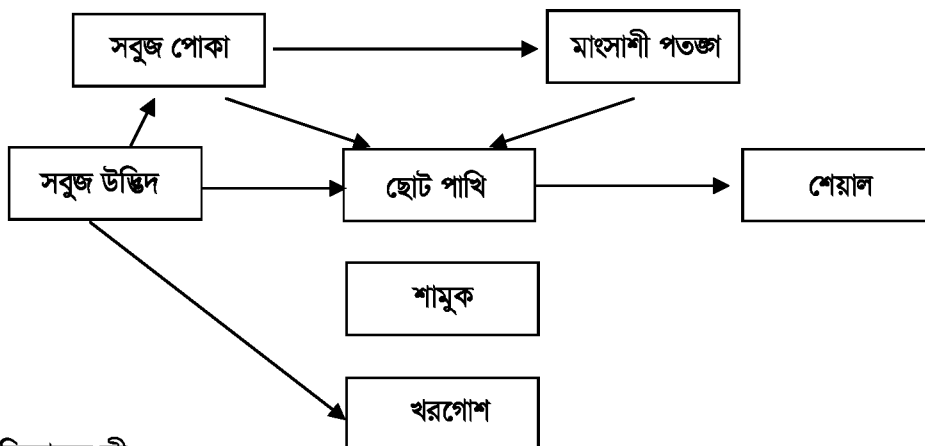 সবুজ পোকা
মাংসাশী পতঙ্গ
সবুজ উদ্ভিদ
ছোট পাখি
শেয়াল
শামুক
খরগোশ